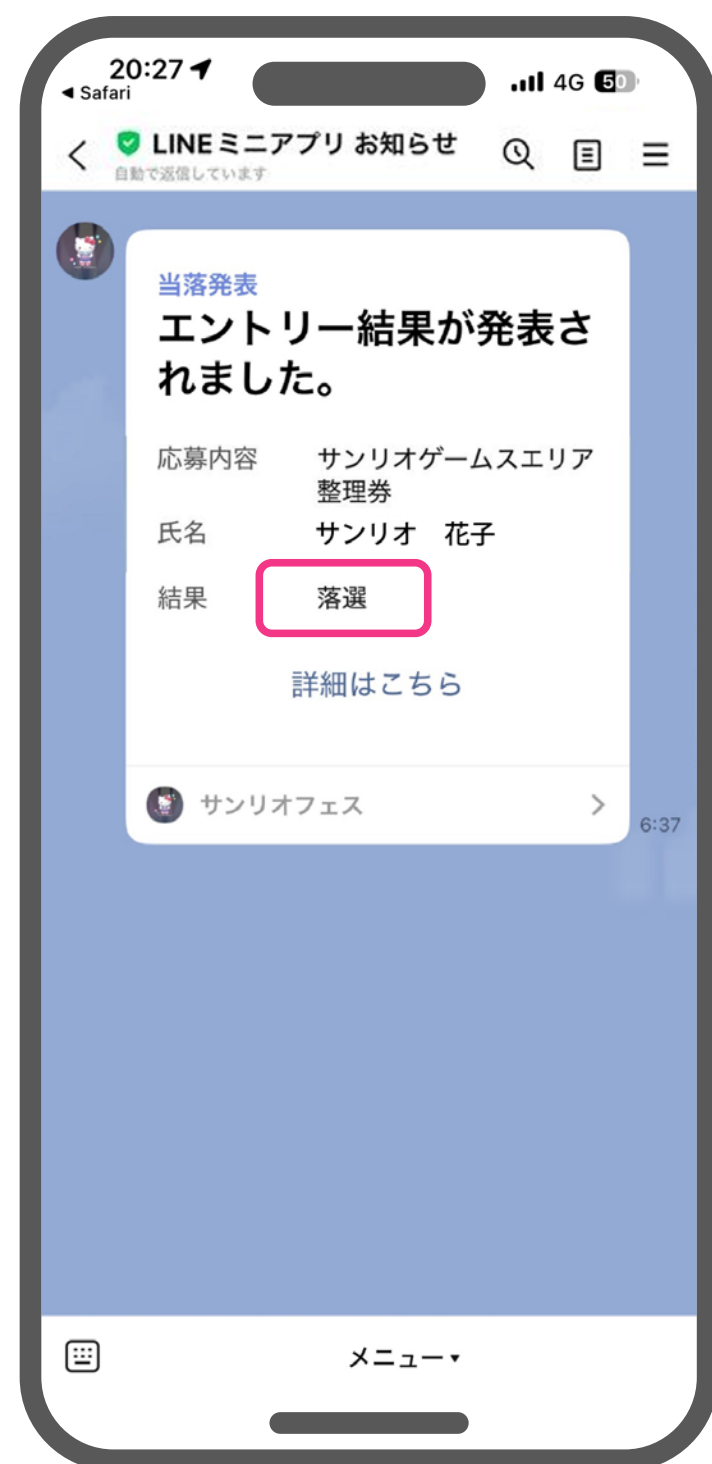 20:27
◀ Safari
4G 50
LINE ミニアプリ お知らせ
自動で返信しています
当落発表
エントリー結果が発表さ
れました。
応募内容 サンリオゲームスエリア
整理券
氏名 サンリオ 花子
結果 落選
詳細はこちら
サンリオフェス
6:37
メニュー▾